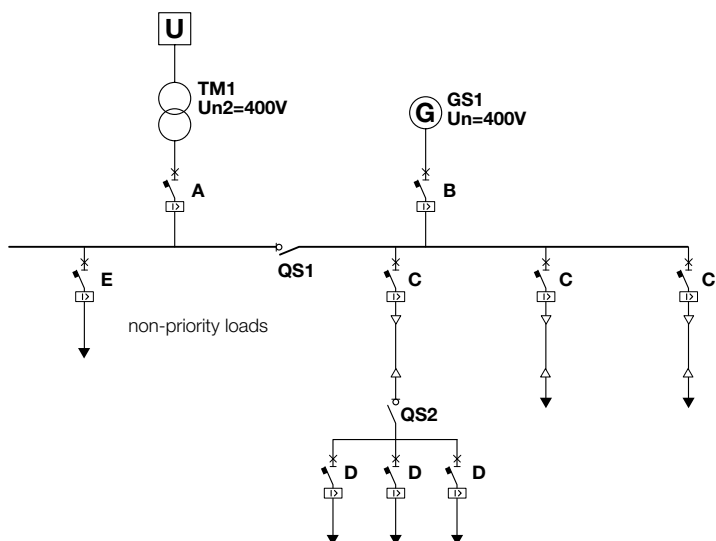 U
TM1
Un2=400V
G
GS1
Un=400V
A
I>
B
I>
QS1
E
I>
C
I>
C
I>
C
I>
non-priority loads
QS2
D
I>
D
I>
D
I>